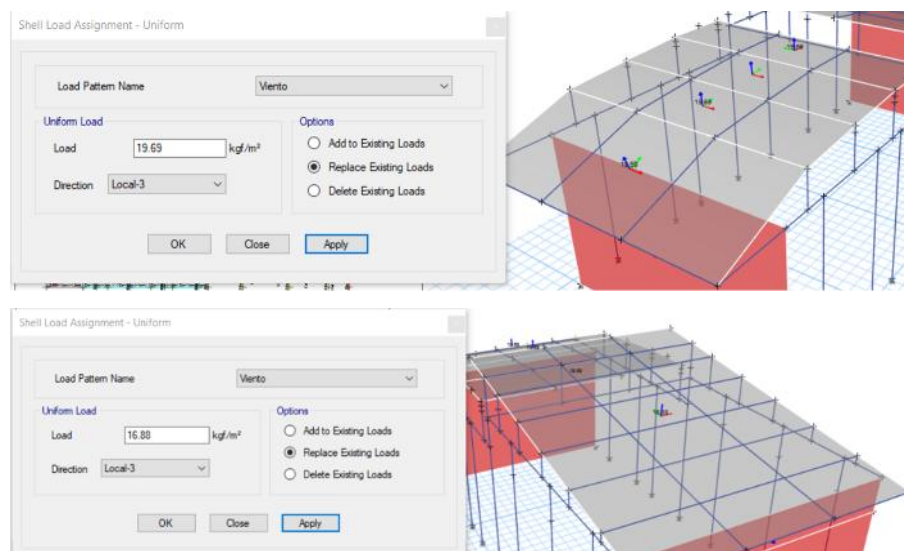 Shell Load Assignment - Uniform
Load Pattern Name Viento
Uniform Load
Load 19.69 kgf/m²
Direction Local-3
Options
Add to Existing Loads
Replace Existing Loads
Delete Existing Loads
OK Close Apply
Shell Load Assignment - Uniform
Load Pattern Name Viento
Uniform Load
Load 16.88 kgf/m²
Direction Local-3
Options
Add to Existing Loads
Replace Existing Loads
Delete Existing Loads
OK Close Apply